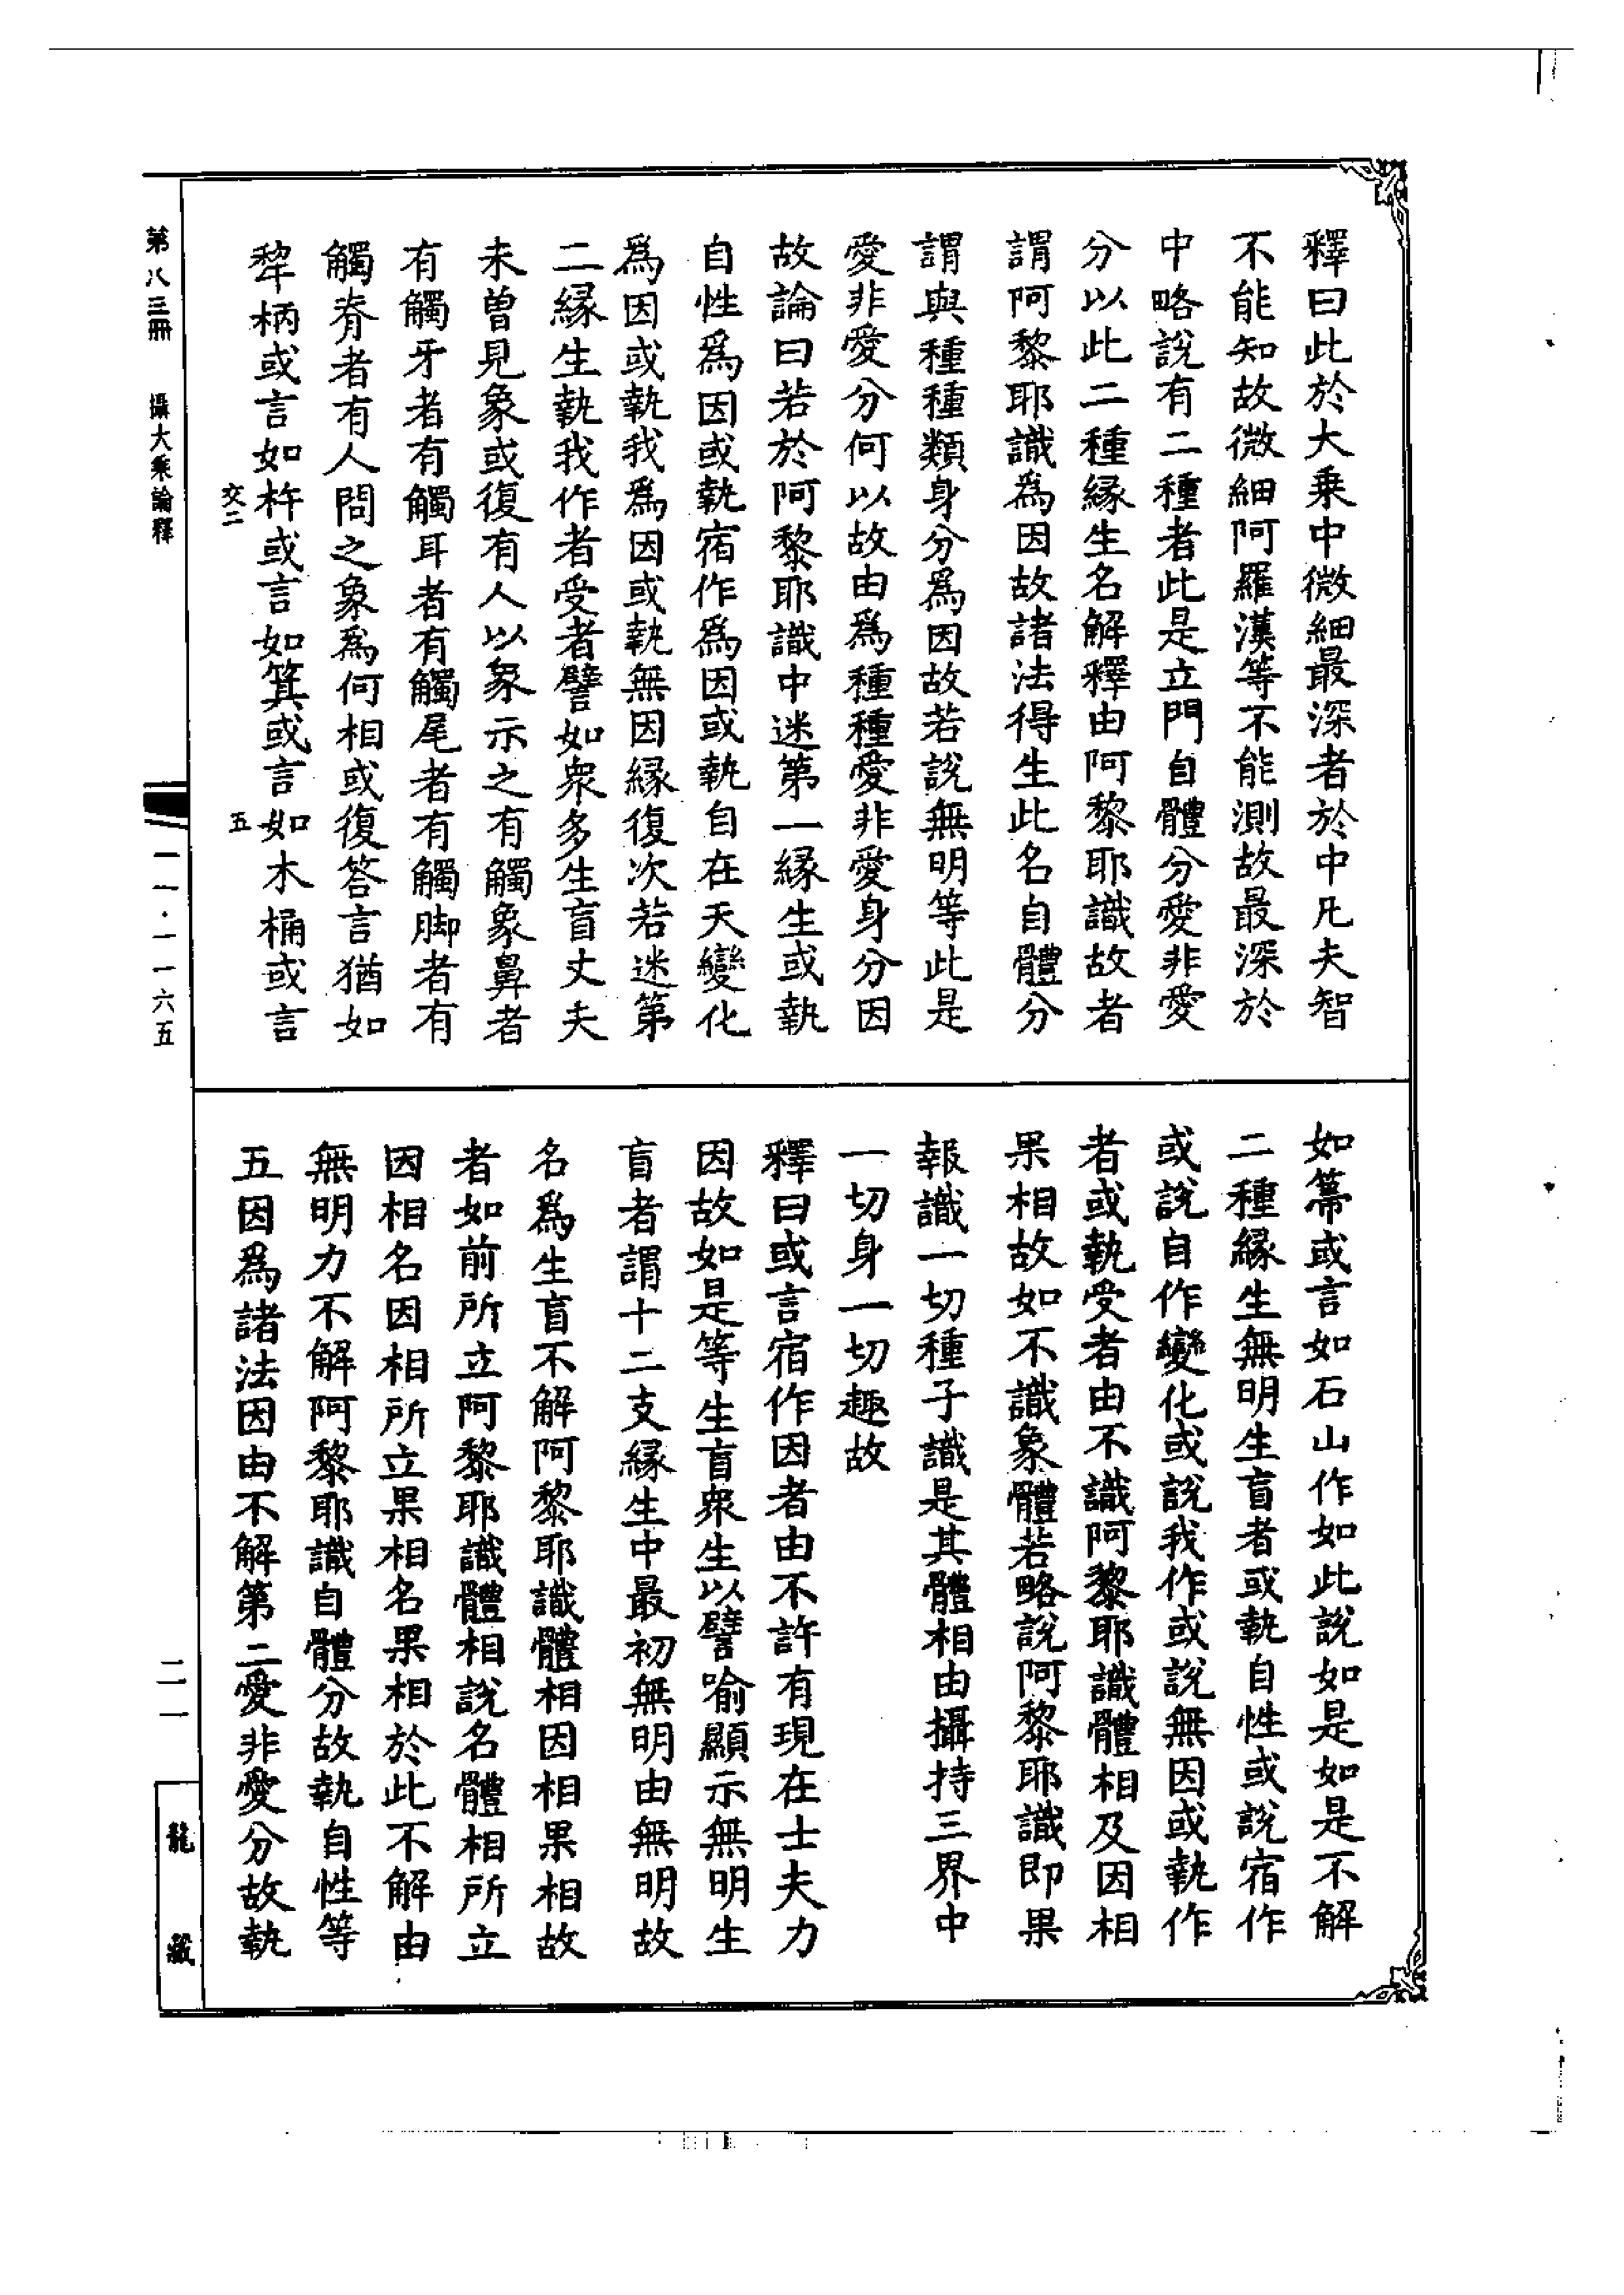 釋曰此於大乗中微細最深者於中凡夫智
不能知故微細阿羅漢等不能測故最深於
中略説有二種者此是立門自體分愛非愛
分以此二種縁生名解釋由阿黎耶識故者
謂阿黎耶識爲因故諸法得生此名自體分
謂與種種類身分爲因故若説無明等此是
愛非愛分何以故由爲種種愛非愛身分因
故論曰若於阿黎耶識中迷第一縁生或執
自性爲因或執宿作爲因或執自在天變化
爲因或執我爲因或執無因縁復次若迷第
二縁生執我作者受者譬如衆多生盲丈夫
未曽見象或復有人以象示之有觸象鼻者
有觸牙者有觸耳者有觸尾者有觸脚者有
觸脊者有人問之象爲何相或復答言猶如
犂柄或言如杵或言如箕或言如木桶或言
如箒或言如石山作如此説如是如是不解
二種縁生無明生盲者或執自性或説宿作
或説自作變化或説我作或説無因或執作
者或執受者由不識阿黎耶識體相及因相
果相故如不識象體若略説阿黎耶識即果
報識一切種子識是其體相由攝持三界中
一切身一切趣故
釋曰或言宿作因者由不許有現在士夫力
因故如是等生盲衆生以譬喻顯示無明生
盲者謂十二支縁生中最初無明由無明故
名爲生盲不解阿黎耶識體相因相果相故
者如前所立阿黎耶識體相説名體相所立
因相名因相所立果相名果相於此不解由
無明力不解阿黎耶識自體分故執自性等
五因爲諸法因由不解第二愛非愛分故執
第八三冊
攝大乘論釋
交二
五
一一·一一六五
二一
龍藏